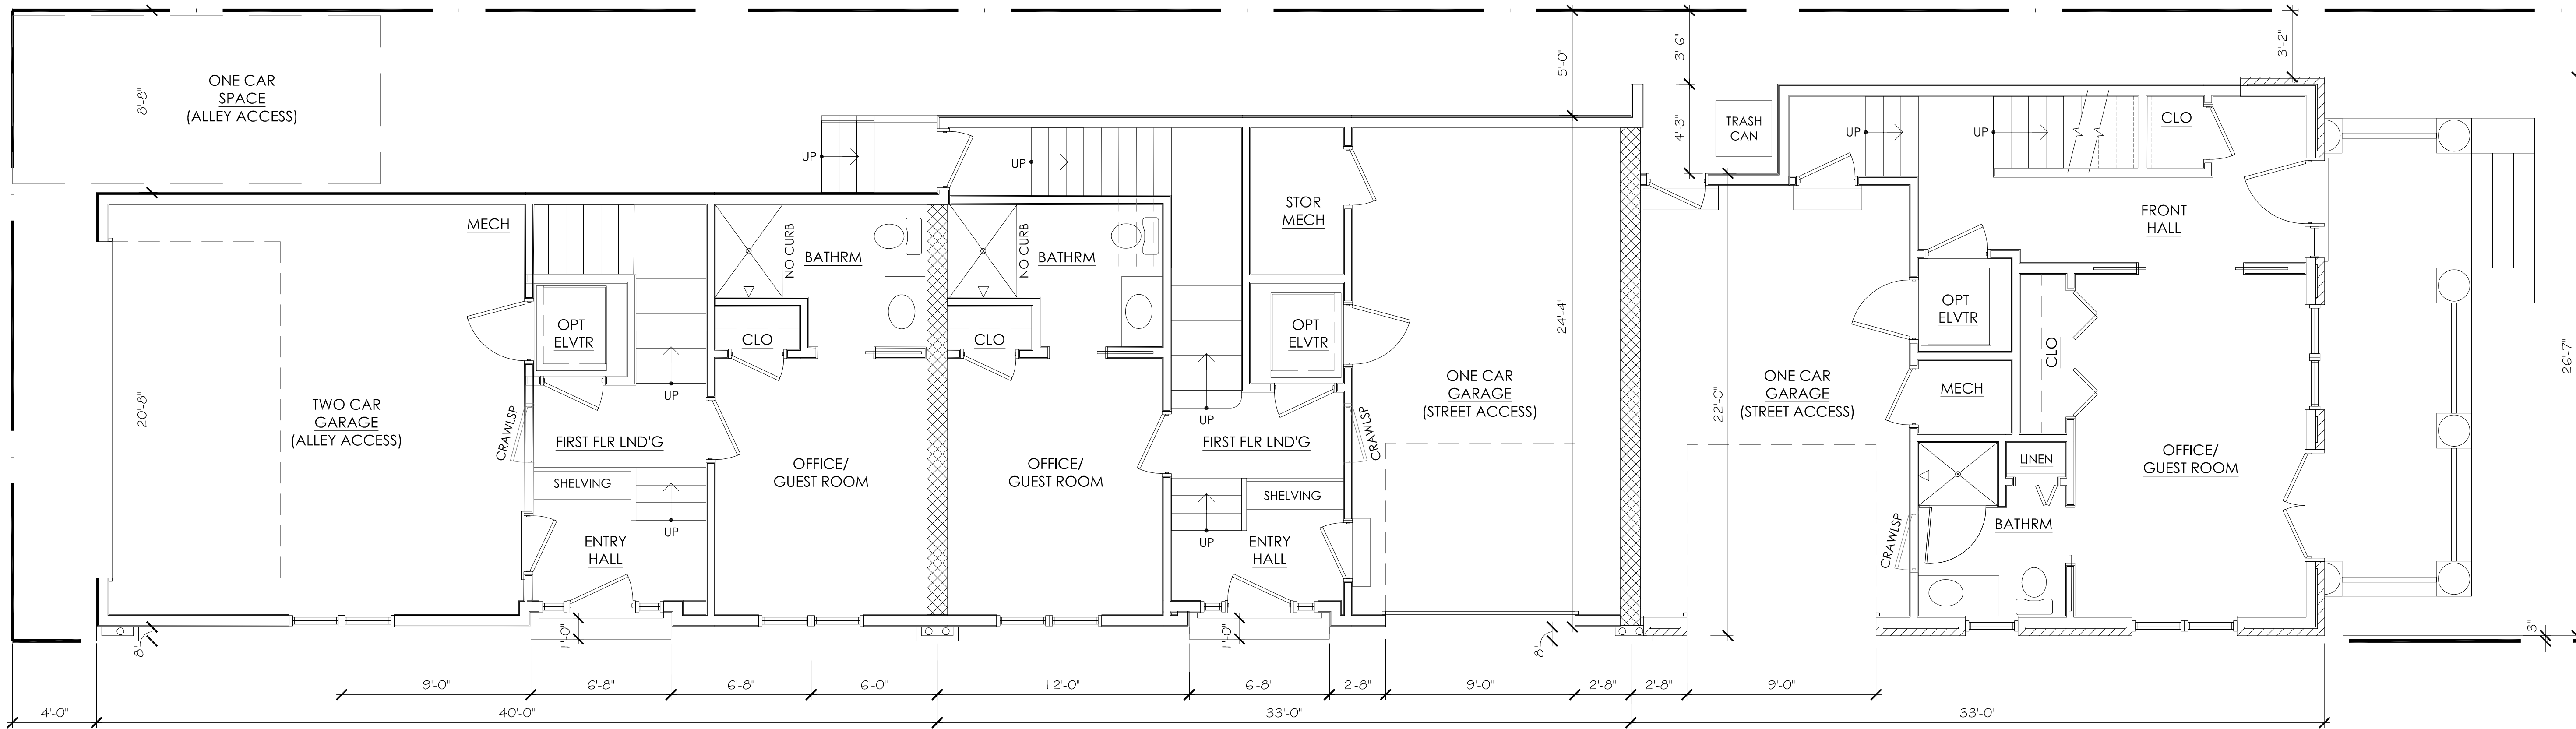 ONE CAR
SPACE
(ALLEY ACCESS)
8'-8"
5'-0"
3'-6"
4'-3"
3'-2"
TRASH
CAN
UP
UP
UP
UP
CLO
STOR
MECH
FRONT
HALL
MECH
NO CURB
BATHRM
NO CURB
BATHRM
OPT
ELVTR
CLO
CLO
OPT
ELVTR
OPT
ELVTR
CLO
24'-4"
26'-7"
UP
UP
TWO CAR
GARAGE
(ALLEY ACCESS)
20'-8"
CRAWLSP
FIRST FLR LND'G
OFFICE/
GUEST ROOM
OFFICE/
GUEST ROOM
FIRST FLR LND'G
CRAWLSP
ONE CAR
GARAGE
(STREET ACCESS)
22'-0"
ONE CAR
GARAGE
(STREET ACCESS)
MECH
LINEN
OFFICE/
GUEST ROOM
SHELVING
UP
ENTRY
HALL
SHELVING
UP
ENTRY
HALL
CRAWLSP
BATHRM
8"
1'-0"
1'-0"
8"
3"
9'-0"
6'-8"
6'-8"
6'-0"
12'-0"
6'-8"
2'-8"
9'-0"
2'-8"
2'-8"
9'-0"
4'-0"
40'-0"
33'-0"
33'-0"